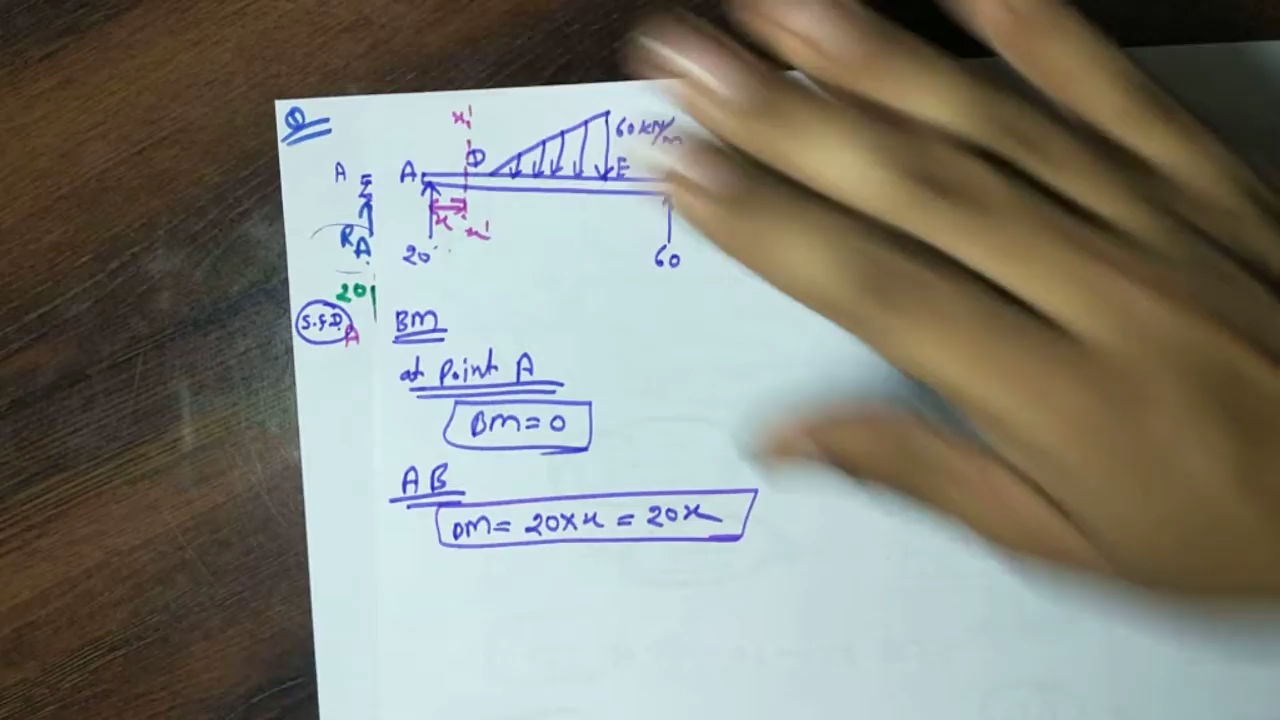 Q
x'
60 kN/m
A
A
D
E
x
x'
RA
20
60
20
S.F.D.
A
BM
at Point A
BM = 0
AB
BM = 20×x = 20x